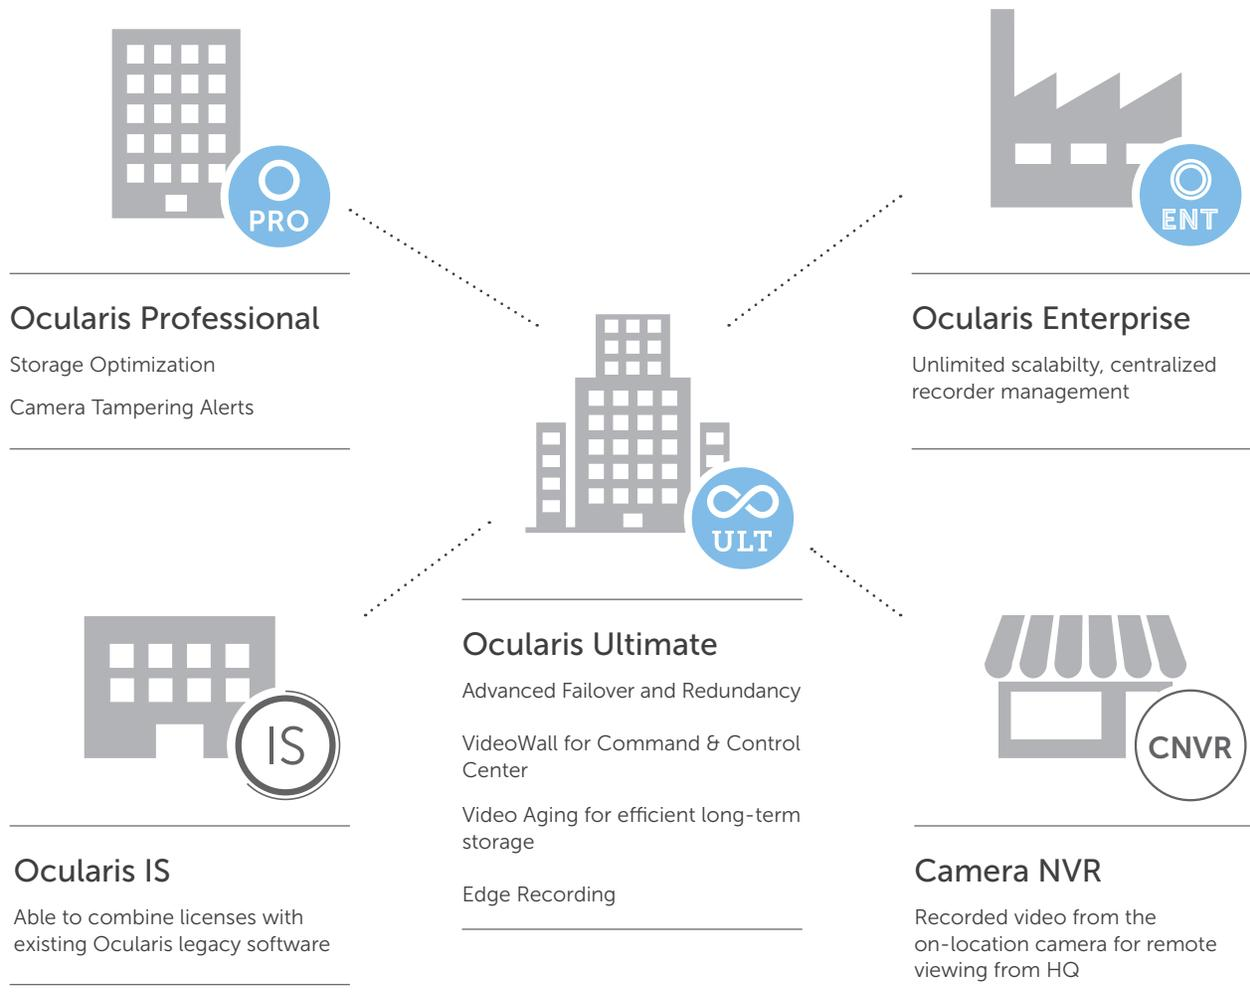 PRO
Ocularis Professional
Storage Optimization
Camera Tampering Alerts
ENT
Ocularis Enterprise
Unlimited scalabilty, centralized
recorder management
ULT
Ocularis Ultimate
Advanced Failover and Redundancy
VideoWall for Command & Control
Center
Video Aging for efficient long-term
storage
Edge Recording
IS
Ocularis IS
Able to combine licenses with
existing Ocularis legacy software
CNVR
Camera NVR
Recorded video from the
on-location camera for remote
viewing from HQ